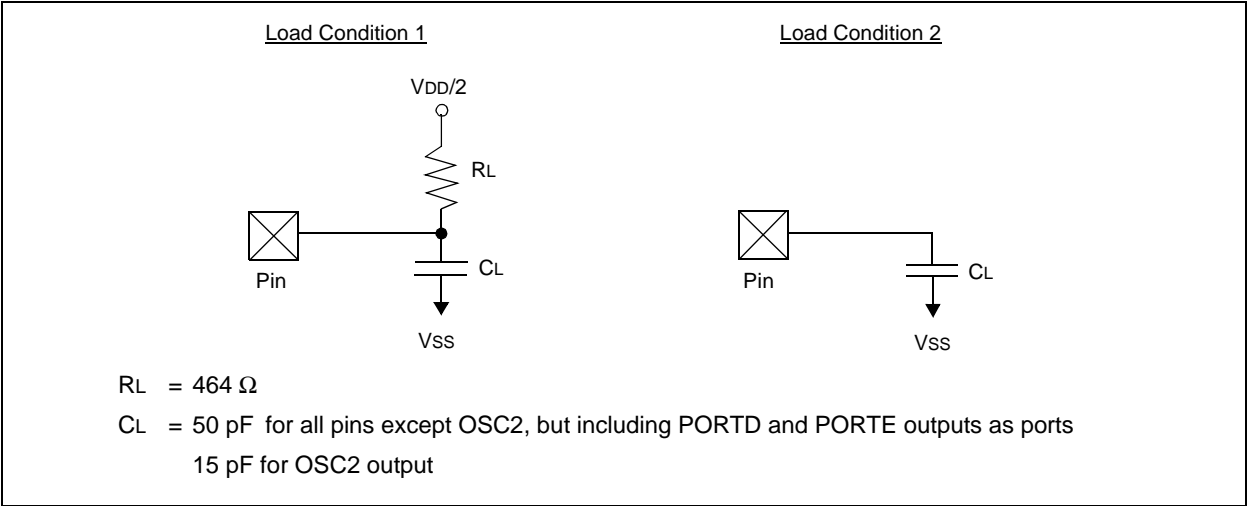 Load Condition 1
VDD/2
RL
Pin
CL
VSS
Load Condition 2
Pin
CL
VSS
RL = 464 Ω
CL = 50 pF for all pins except OSC2, but including PORTD and PORTE outputs as ports
15 pF for OSC2 output